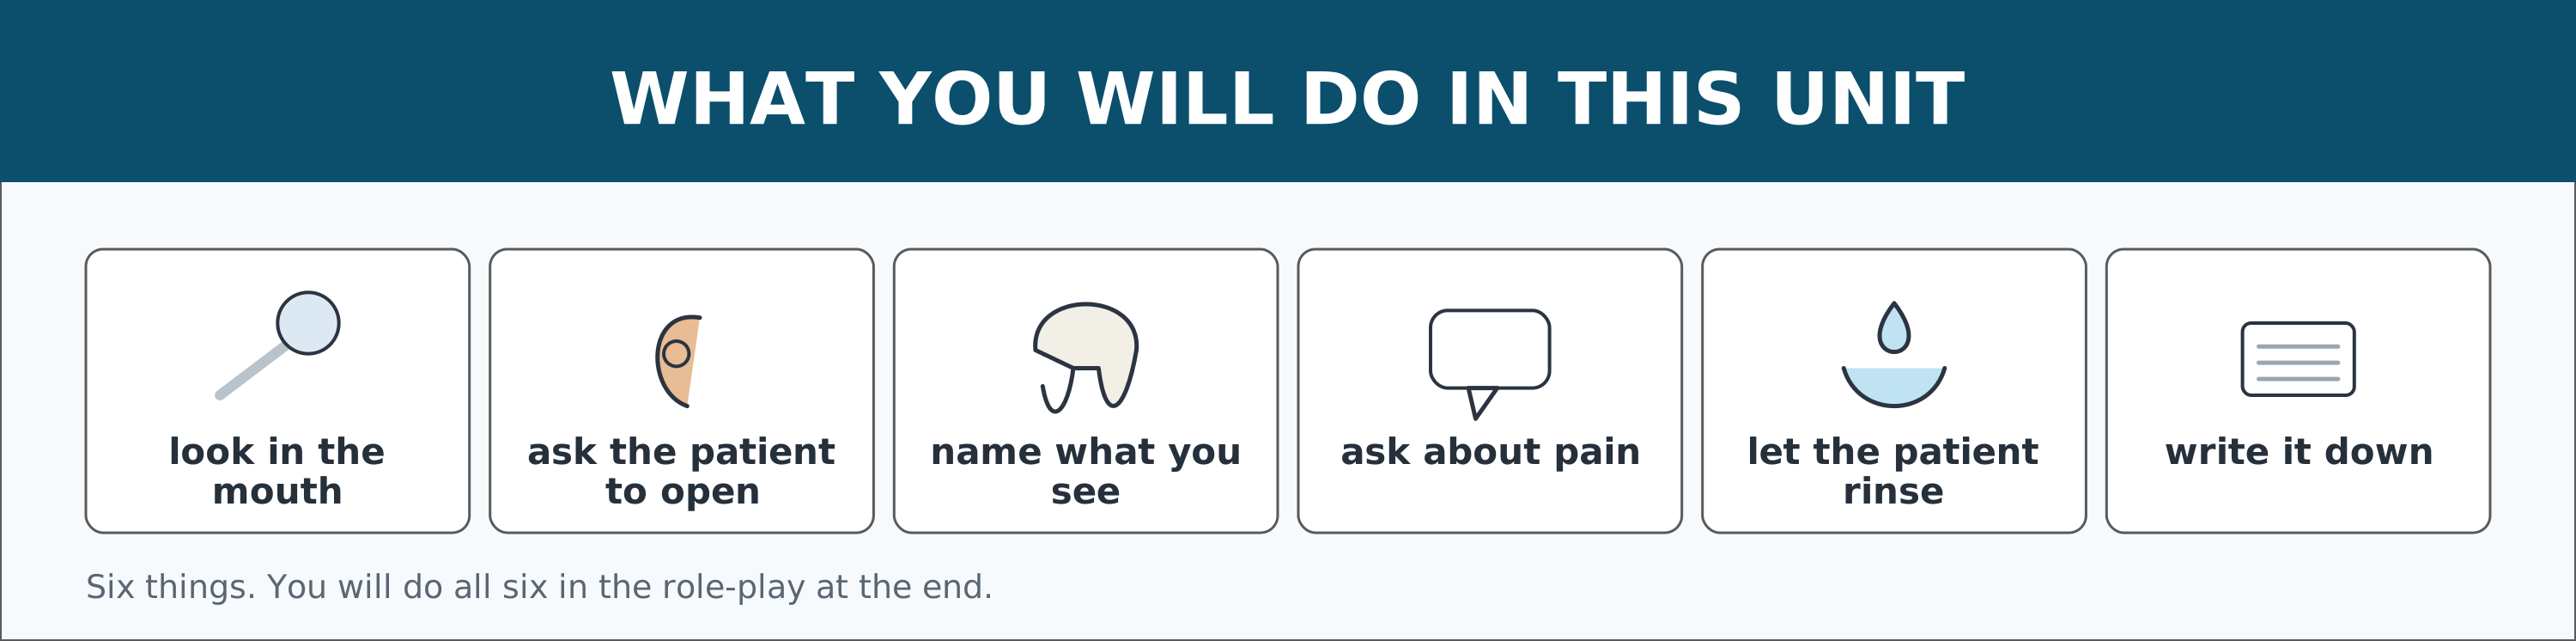 WHAT YOU WILL DO IN THIS UNIT
look in the
mouth
ask the patient
to open
name what you
see
ask about pain
let the patient
rinse
write it down
Six things. You will do all six in the role-play at the end.